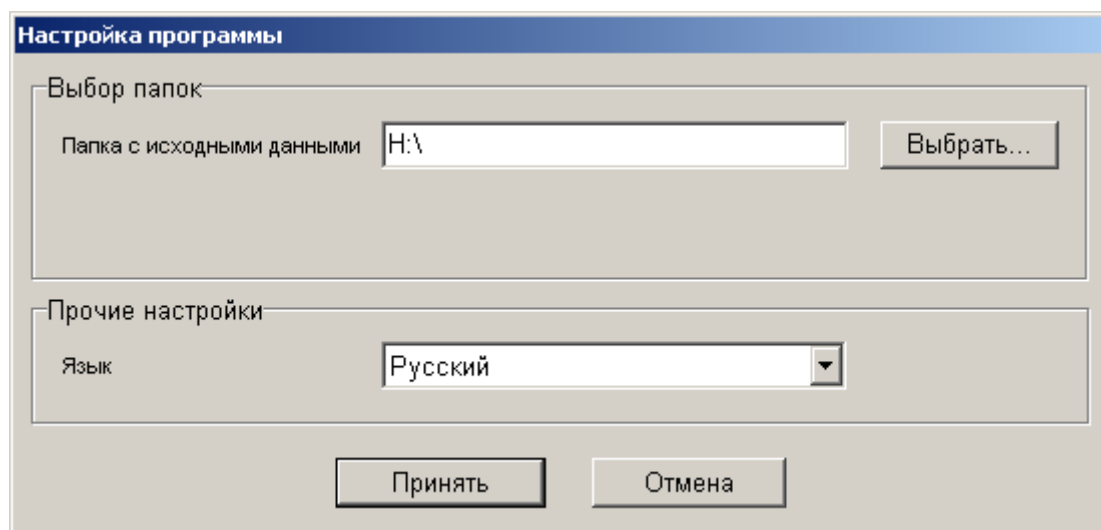 Настройка программы
Выбор папок
Папка с исходными данными H:\ Выбрать...
Прочие настройки
Язык Русский
Принять Отмена